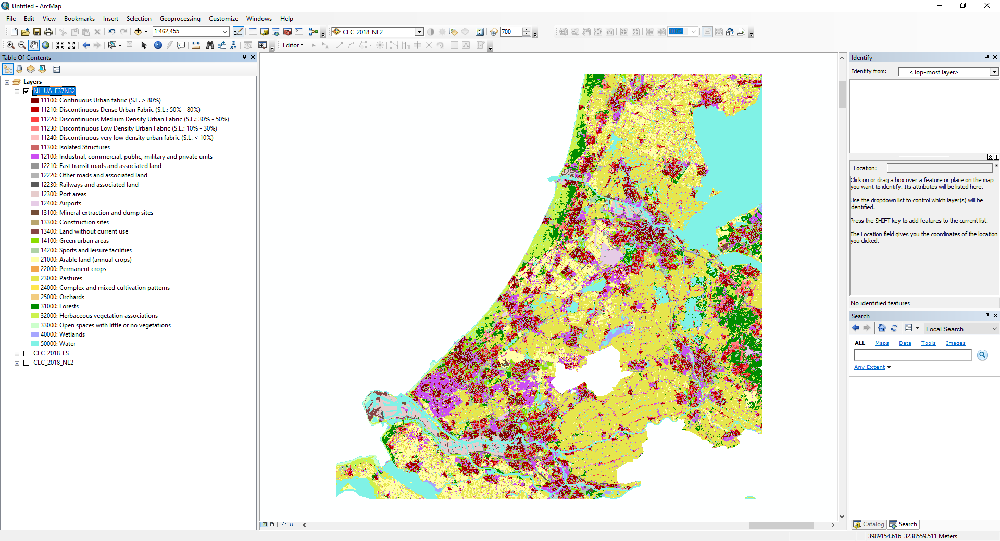 Untitled - ArcMap
File Edit View Bookmarks Insert Selection Geoprocessing Customize Windows Help
1:462,455
CLC_2018_NL2
700
100%
Editor
Table Of Contents
Layers
NL_UA_E37N32
11100: Continuous Urban fabric (S.L. > 80%)
11210: Discontinuous Dense Urban Fabric (S.L.: 50% - 80%)
11220: Discontinuous Medium Density Urban Fabric (S.L.: 30% - 50%)
11230: Discontinuous Low Density Urban Fabric (S.L.: 10% - 30%)
11240: Discontinuous very low density urban fabric (S.L. < 10%)
11300: Isolated Structures
12100: Industrial, commercial, public, military and private units
12210: Fast transit roads and associated land
12220: Other roads and associated land
12230: Railways and associated land
12300: Port areas
12400: Airports
13100: Mineral extraction and dump sites
13300: Construction sites
13400: Land without current use
14100: Green urban areas
14200: Sports and leisure facilities
21000: Arable land (annual crops)
22000: Permanent crops
23000: Pastures
24000: Complex and mixed cultivation patterns
25000: Orchards
31000: Forests
32000: Herbaceous vegetation associations
33000: Open spaces with little or no vegetations
40000: Wetlands
50000: Water
CLC_2018_ES
CLC_2018_NL2
Identify
Identify from: <Top-most layer>
Location:
Click on or drag a box over a feature or place on the map
you want to identify. Its attributes will be listed here.
Use the dropdown list to control which layer(s) will be
identified.
Press the SHIFT key to add features to the current list.
The Location field gives you the coordinates of the location
you clicked.
No identified features
Search
Local Search
ALL Maps Data Tools Images
Any Extent
Catalog Search
3989154.616 3238559.511 Meters